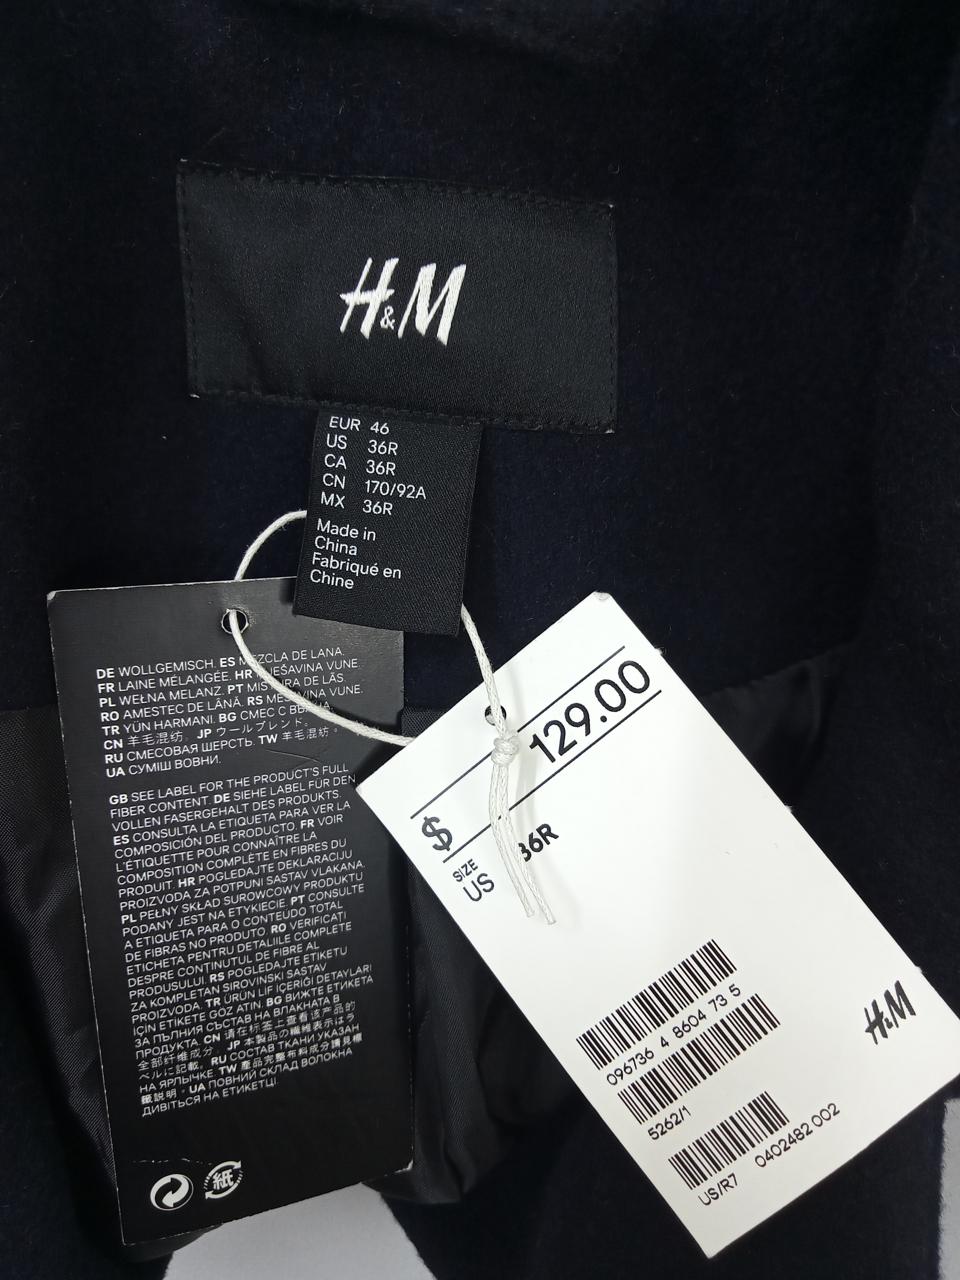 H&M
EUR 46
US 36R
CA 36R
CN 170/92A
MX 36R
Made in
China
Fabriqué en
Chine
DE WOLLGEMISCH. ES MEZCLA DE LANA.
FR LAINE MÉLANGÉE. HR MJEŠAVINA VUNE.
PL WEŁNA MELANŻ. PT MISTURA DE LÃS.
RO AMESTEC DE LÂNĂ. RS MEŠAVINA VUNE.
TR YÜN HARMANI. BG СМЕС С ВЪЛНА.
CN 羊毛混纺。 JP ウールブレンド。
RU СМЕСОВАЯ ШЕРСТЬ. TW 羊毛混紡。
UA СУМІШ ВОВНИ.
GB SEE LABEL FOR THE PRODUCT'S FULL
FIBER CONTENT. DE SIEHE LABEL FÜR DEN
VOLLEN FASERGEHALT DES PRODUKTS.
ES CONSULTA LA ETIQUETA PARA VER LA
COMPOSICIÓN DEL PRODUCTO. FR VOIR
L'ÉTIQUETTE POUR CONNAÎTRE LA
COMPOSITION COMPLÈTE EN FIBRES DU
PRODUIT. HR POGLEDAJTE DEKLARACIJU
PROIZVODA ZA POTPUNI SASTAV VLAKANA.
PL PEŁNY SKŁAD SUROWCOWY PRODUKTU
PODANY JEST NA ETYKIECIE. PT CONSULTE
A ETIQUETA PARA O CONTEÚDO TOTAL
DE FIBRAS NO PRODUTO. RO VERIFICAȚI
ETICHETA PENTRU DETALIILE COMPLETE
DESPRE CONȚINUTUL DE FIBRE AL
PRODUSULUI. RS POGLEDAJTE ETIKETU
ZA KOMPLETAN SIROVINSKI SASTAV
PROIZVODA. TR ÜRÜN LIF İÇERİĞİ DETAYLARI
İÇİN ETİKETE GÖZ ATIN. BG ВИЖТЕ ЕТИКЕТА
ЗА ПЪЛНИЯ СЪСТАВ НА ВЛАКНАТА В
ПРОДУКТА. CN 请在标签上查看该产品的
全部纤维成分。 JP 本製品の繊維表示はラ
ベルに記載。 RU СОСТАВ ТКАНИ УКАЗАН
НА ЯРЛЫЧКЕ. TW 產品完整布料成分請見標
籤說明。 UA ПОВНИЙ СКЛАД ВОЛОКНА
ДИВІТЬСЯ НА ЕТИКЕТЦІ.
紙
$ 129.00
SIZE
US 36R
096736 4 8604 73 5
5262/1
0402482 002
US/R7
H&M